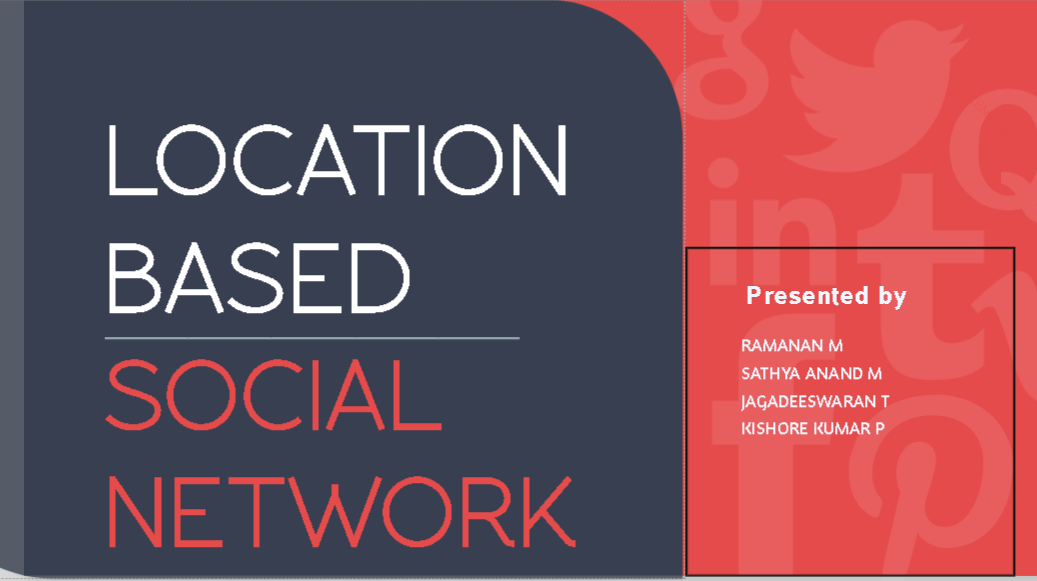 LOCATION
BASED
SOCIAL
NETWORK
Presented by
RAMANAN M
SATHYA ANAND M
JAGADEESWARAN T
KISHORE KUMAR P